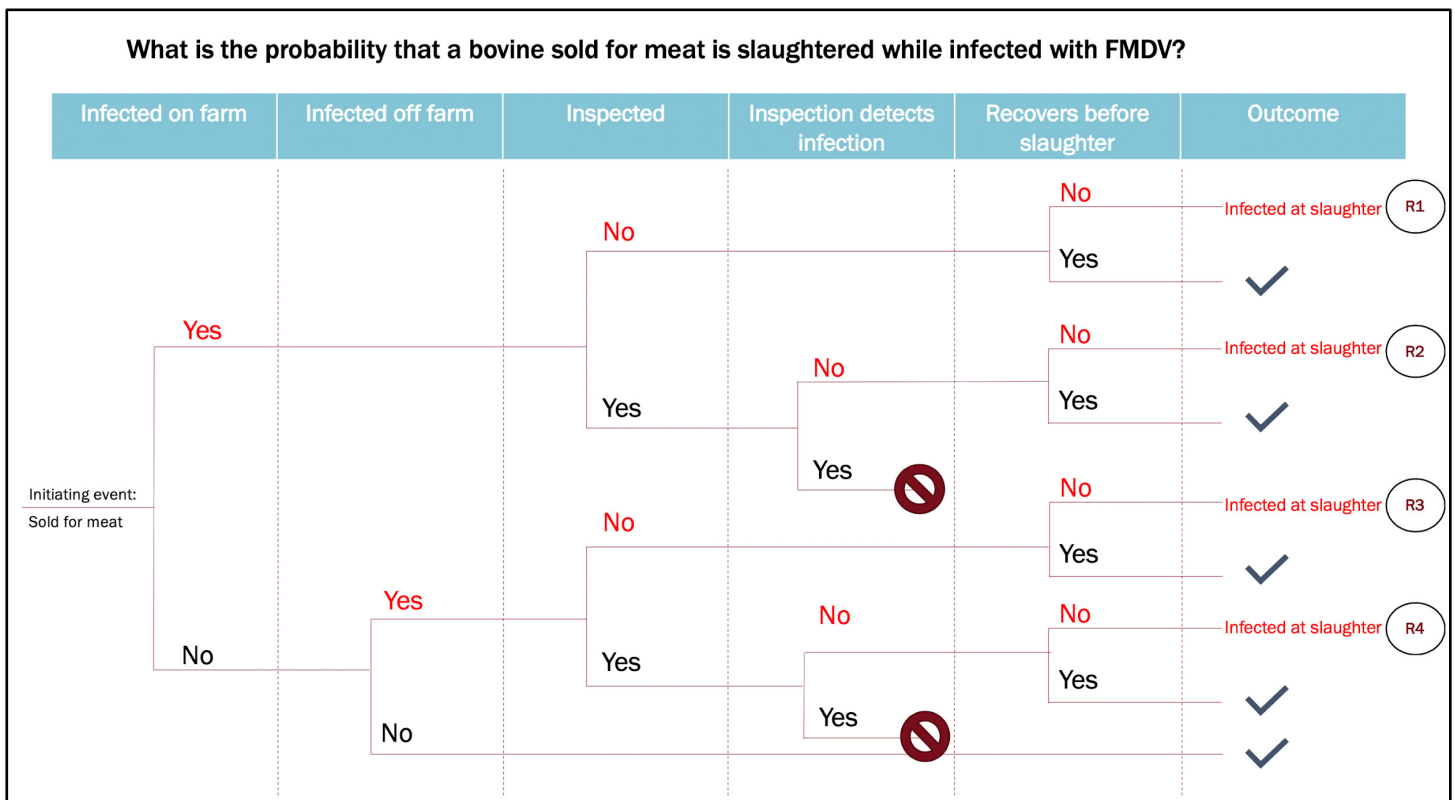 What is the probability that a bovine sold for meat is slaughtered while infected with FMDV?
Infected on farm
Infected off farm
Inspected
Inspection detects
infection
Recovers before
slaughter
Outcome
No
Infected at slaughter
R1
No
Yes
Yes
No
Infected at slaughter
R2
No
Yes
Yes
Yes
Initiating event:
Sold for meat
No
Infected at slaughter
R3
No
Yes
Yes
No
No
Infected at slaughter
R4
No
Yes
Yes
Yes
No